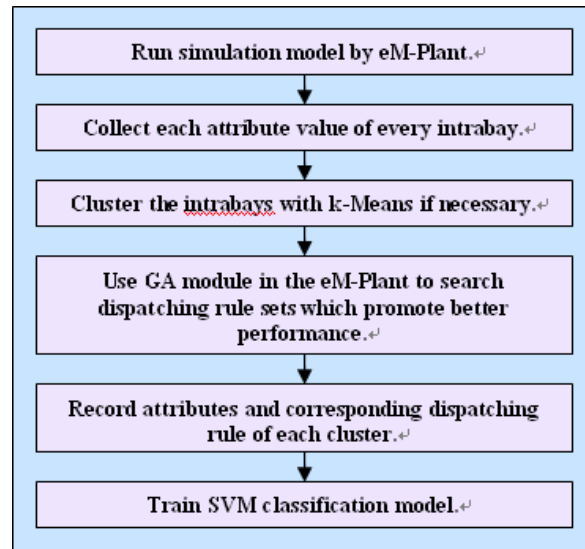 Run simulation model by eM-Plant.↵
Collect each attribute value of every intrabay.↵
Cluster the intrabays with k-Means if necessary.↵
Use GA module in the eM-Plant to search
dispatching rule sets which promote better
performance.↵
Record attributes and corresponding dispatching
rule of each cluster.↵
Train SVM classification model.↵